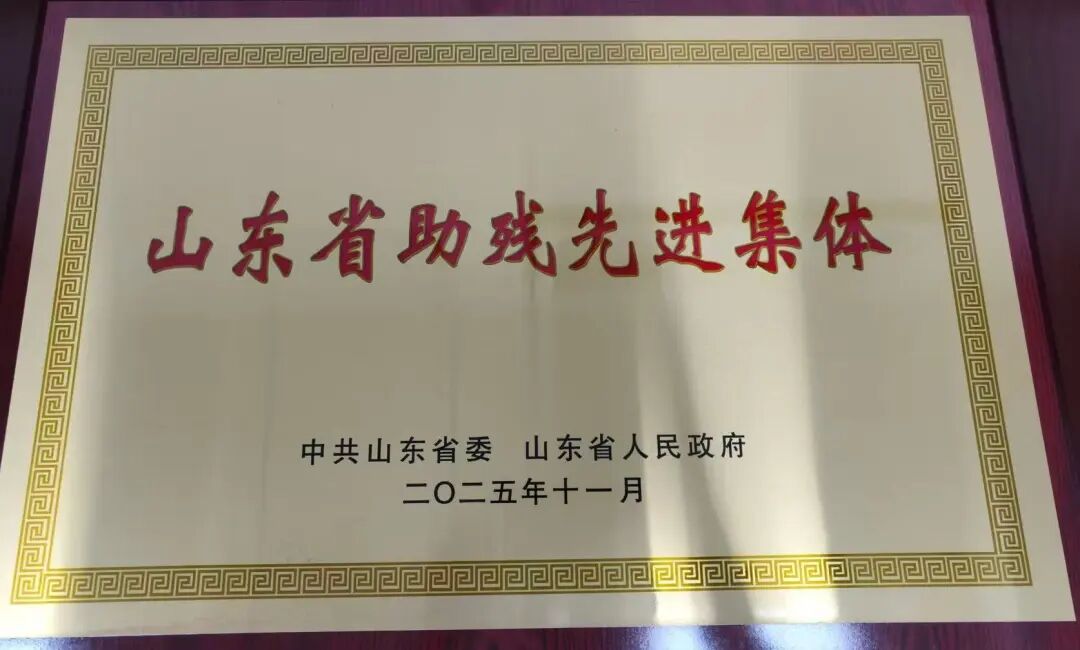 山东省助残先进集体
中共山东省委 山东省人民政府
二〇二五年十一月